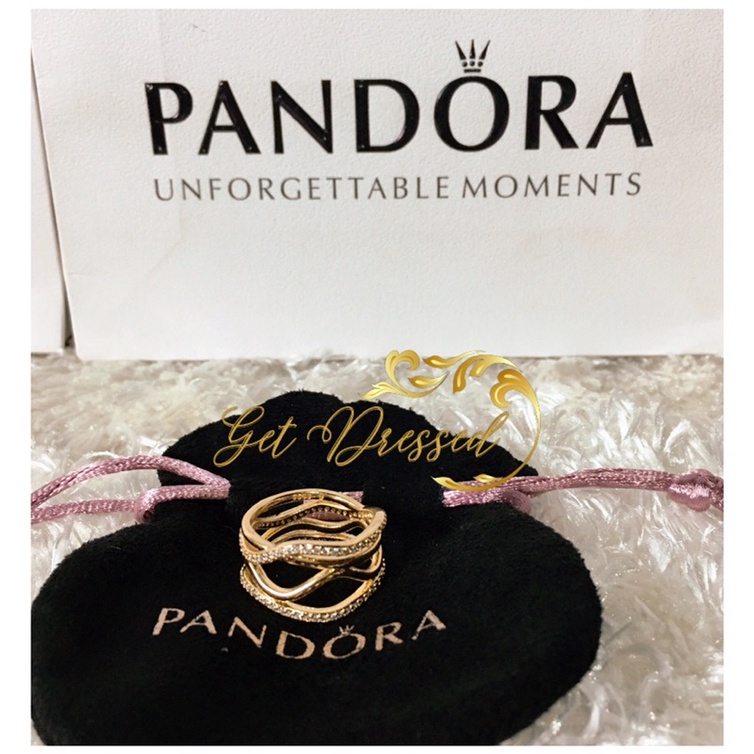 PANDORA
UNFORGETTABLE MOMENTS
Get Dressed
PANDORA